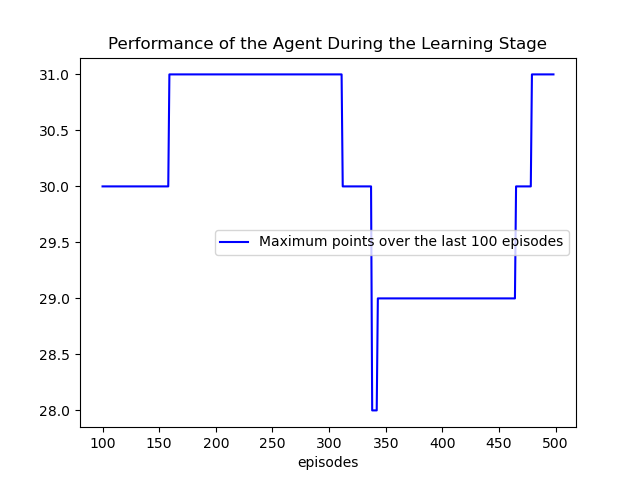 Performance of the Agent During the Learning Stage
31.0
30.5
30.0
29.5
29.0
28.5
28.0
Maximum points over the last 100 episodes
100 150 200 250 300 350 400 450 500
episodes